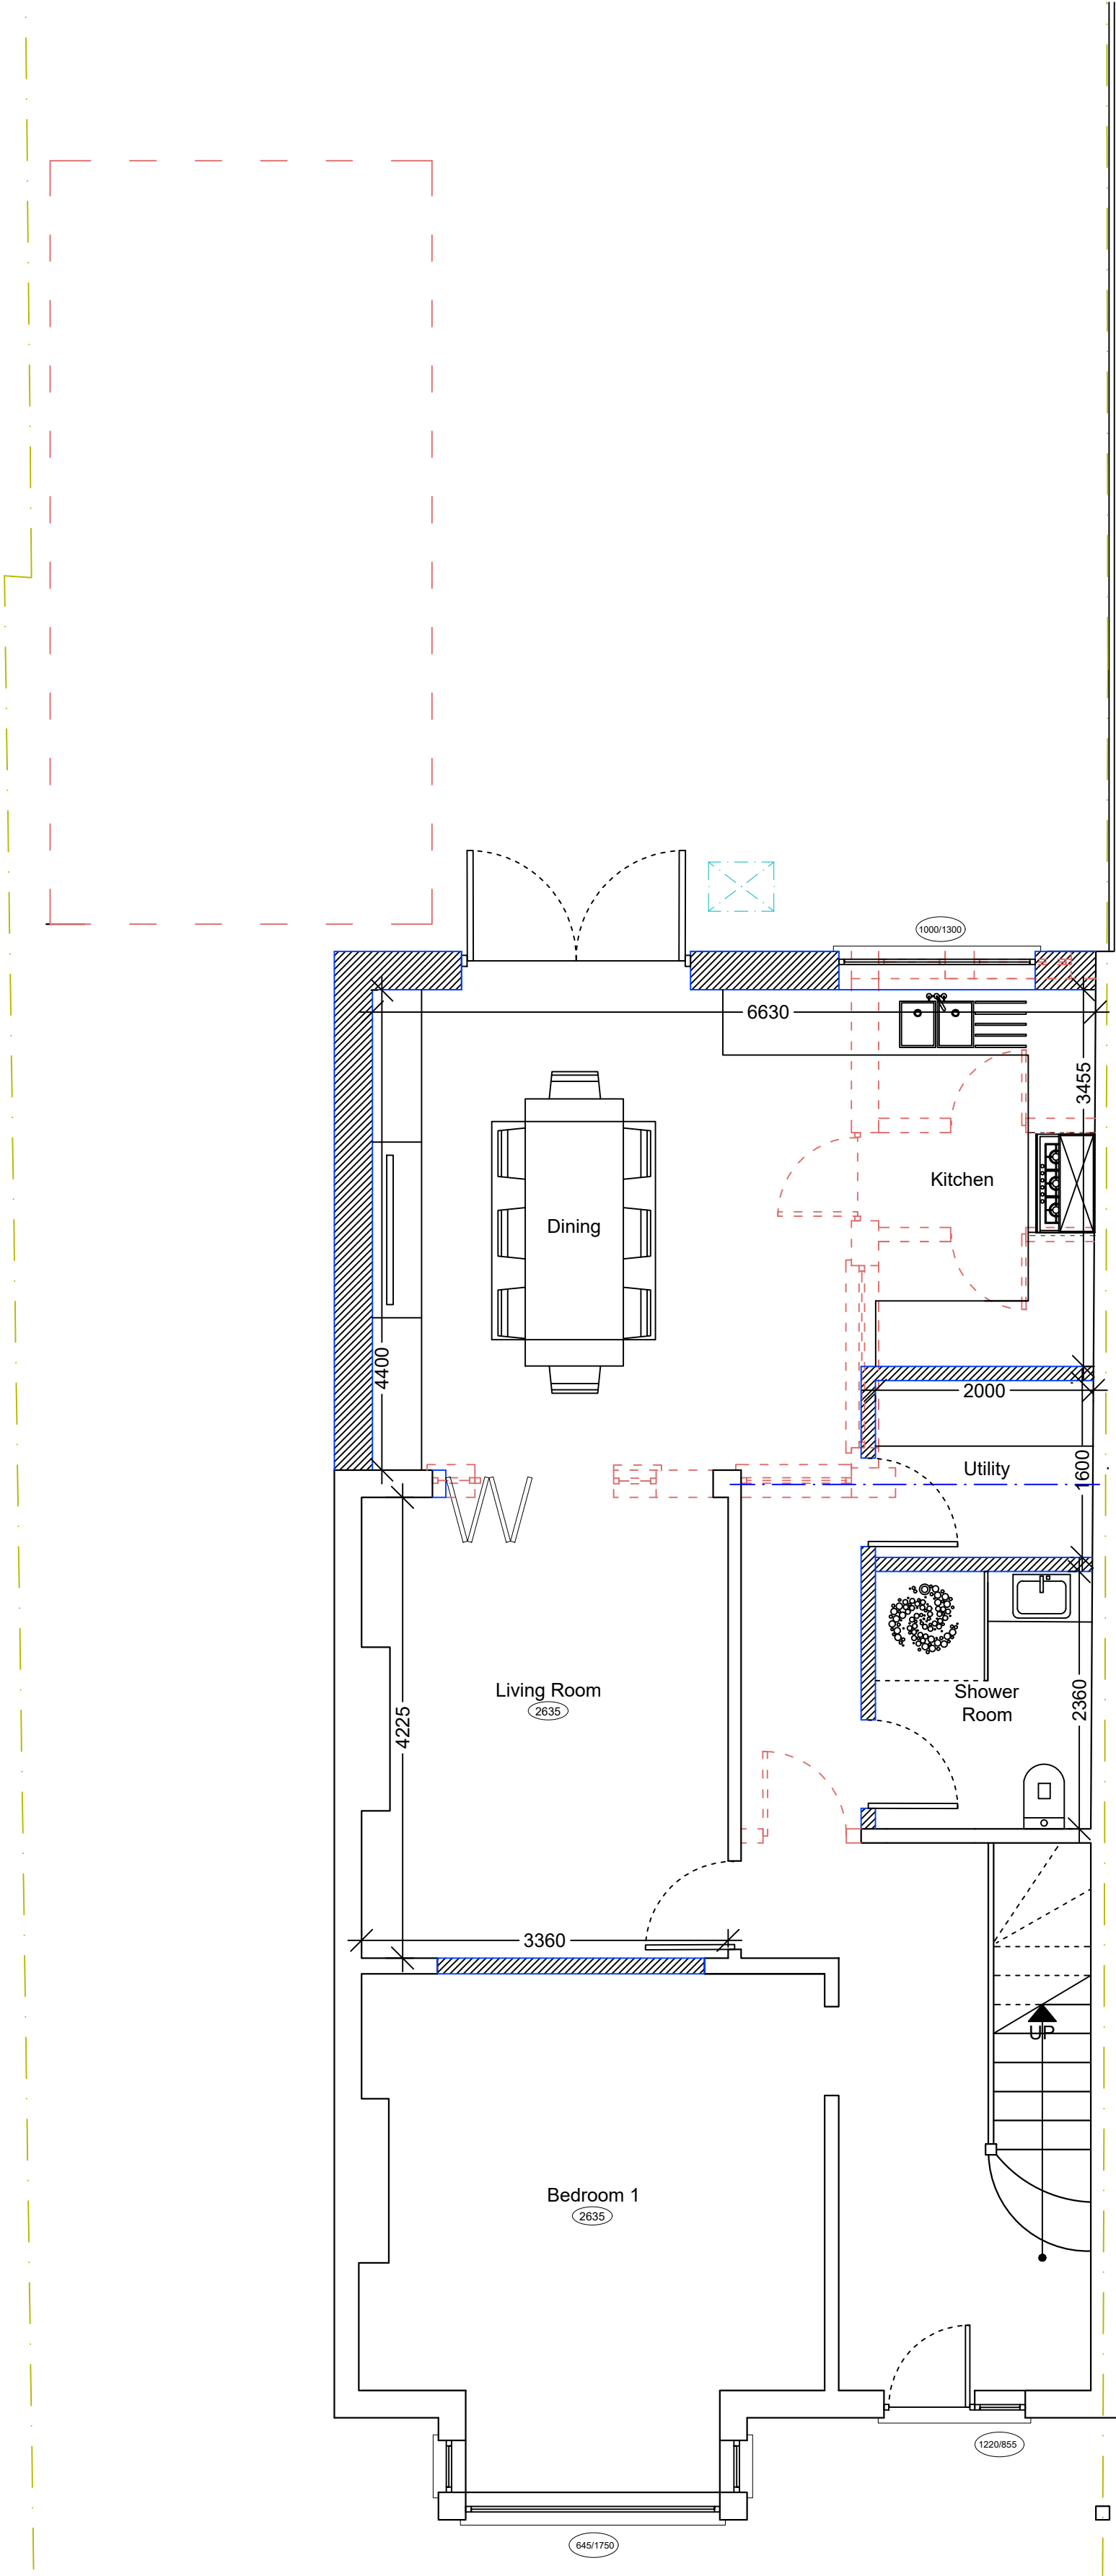 1000/1300
6630
3455
Kitchen
Dining
4400
2000
Utility
1600
Living Room
2635
Shower
Room
2360
4225
3360
UP
Bedroom 1
2635
1220/855
645/1750